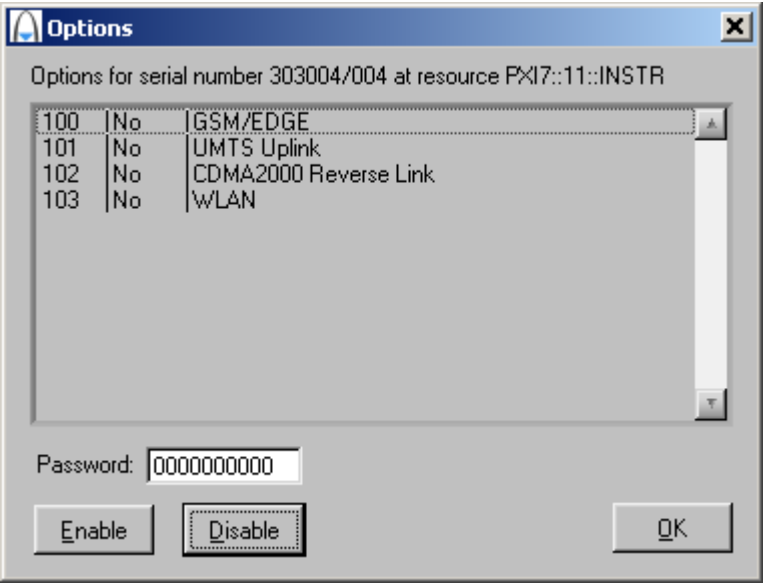 Options
Options for serial number 303004/004 at resource PXI7::11::INSTR
100 |No |GSM/EDGE
101 |No |UMTS Uplink
102 |No |CDMA2000 Reverse Link
103 |No |WLAN
Password: 0000000000
Enable Disable OK